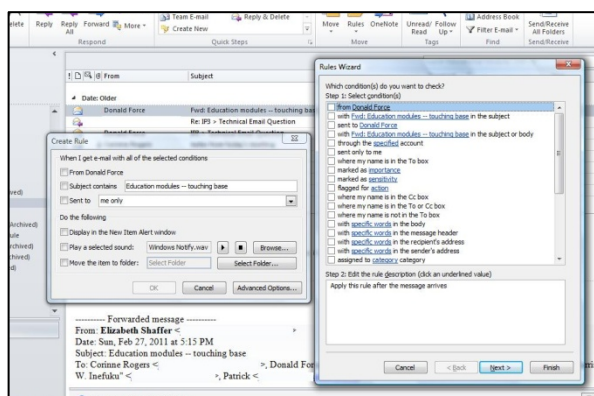 Delete Reply Reply All Forward More
Respond
Team E-mail Reply & Delete
Create New
Quick Steps
Move Rules OneNote
Move
Unread/ Read Follow Up
Tags
Address Book
Filter E-mail
Find
Send/Receive All Folders
Send/Receive
From Subject
Date: Older
Donald Force Fwd: Education modules -- touching base
Re: IP3 > Technical Email Question
Donald Force
Create Rule
When I get e-mail with all of the selected conditions
From Donald Force
Subject contains Education modules -- touching base
Sent to me only
Do the following
Display in the New Item Alert window
Play a selected sound: Windows Notify.wav Browse...
Move the item to folder: Select Folder Select Folder...
OK Cancel Advanced Options...
---------- Forwarded message ----------
From: Elizabeth Shaffer <
Date: Sun, Feb 27, 2011 at 5:15 PM
Subject: Education modules -- touching base
To: Corinne Rogers < >, Donald
W. Inefuku" < >, Patrick <
Rules Wizard
Which condition(s) do you want to check?
Step 1: Select condition(s)
from Donald Force
with Fwd: Education modules -- touching base in the subject
sent to Donald Force
with Fwd: Education modules -- touching base in the subject or body
through the specified account
sent only to me
where my name is in the To box
marked as importance
marked as sensitivity
flagged for action
where my name is in the Cc box
where my name is in the To or Cc box
where my name is not in the To box
with specific words in the body
with specific words in the message header
with specific words in the recipient's address
with specific words in the sender's address
assigned to category category
Step 2: Edit the rule description (click an underlined value)
Apply this rule after the message arrives
Cancel < Back Next > Finish